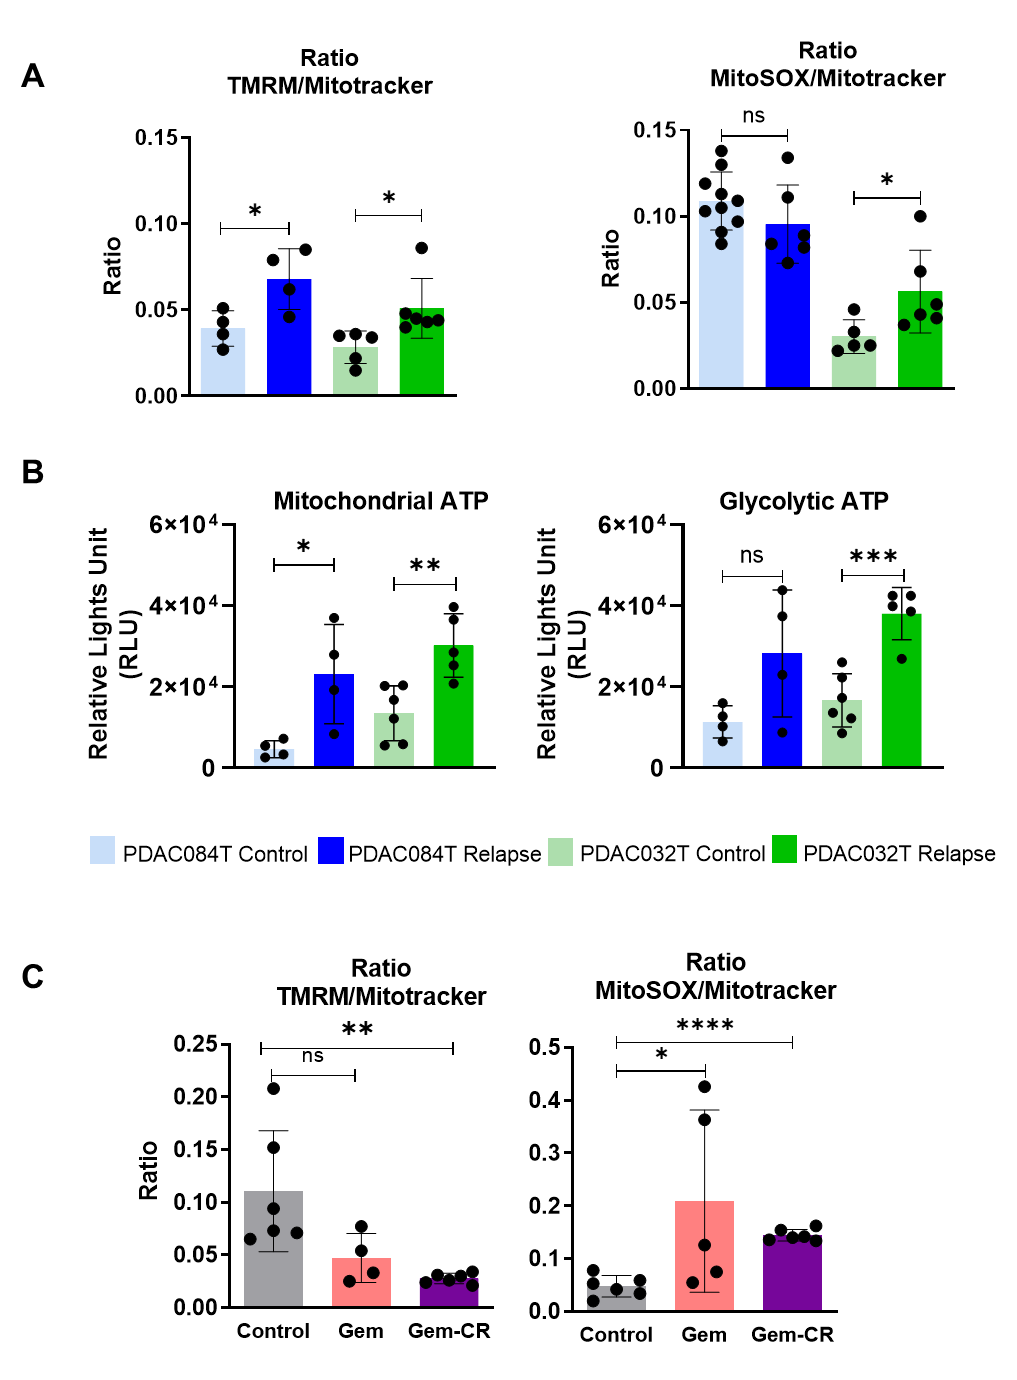 A
Ratio
TMRM/Mitotracker
Ratio
0.15
0.10
0.05
0.00
*
*
Ratio
MitoSOX/Mitotracker
Ratio
0.15
0.10
0.05
0.00
ns
*
B
Mitochondrial ATP
Relative Lights Unit
(RLU)
6×10⁴
4×10⁴
2×10⁴
0
*
**
Glycolytic ATP
Relative Lights Unit
(RLU)
6×10⁴
4×10⁴
2×10⁴
0
ns
***
PDAC084T Control PDAC084T Relapse PDAC032T Control PDAC032T Relapse
C
Ratio
TMRM/Mitotracker
Ratio
0.25
0.20
0.15
0.10
0.05
0.00
**
ns
Control Gem Gem-CR
Ratio
MitoSOX/Mitotracker
0.5
0.4
0.3
0.2
0.1
0.0
****
*
Control Gem Gem-CR